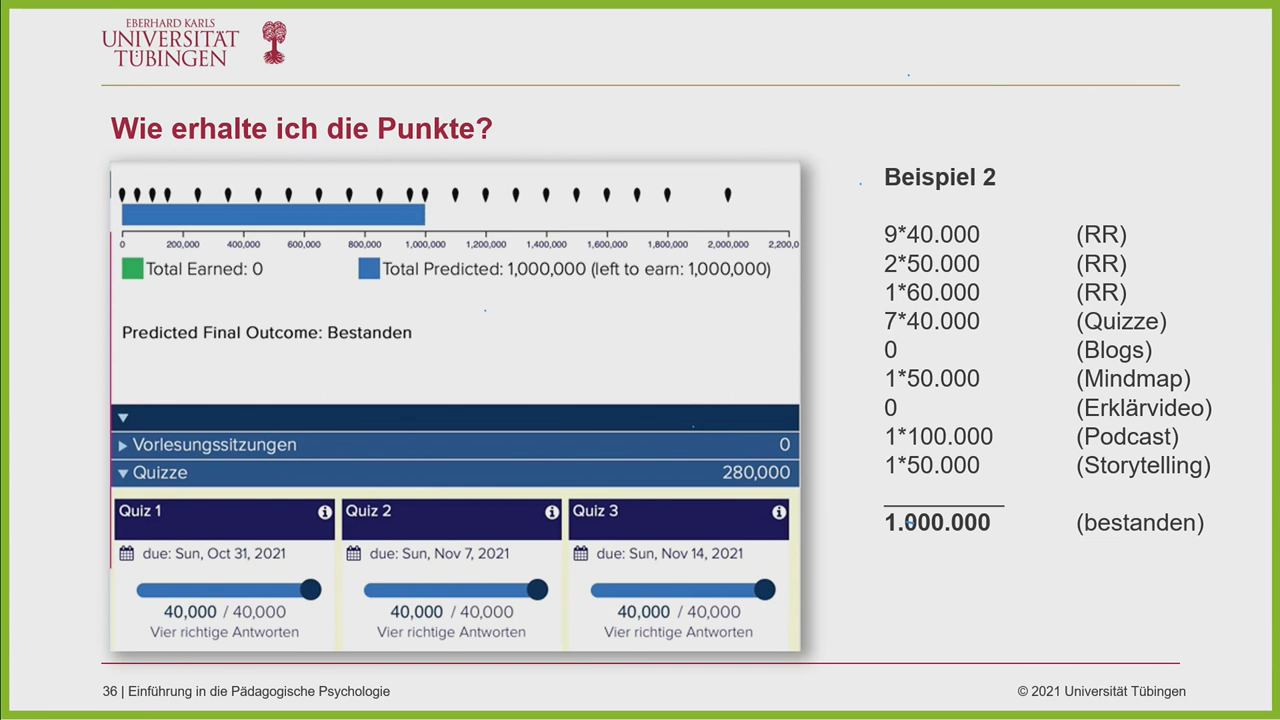 EBERHARD KARLS
UNIVERSITÄT
TÜBINGEN
Wie erhalte ich die Punkte?
0 200,000 400,000 600,000 800,000 1,000,000 1,200,000 1,400,000 1,600,000 1,800,000 2,000,000 2,200,0
Total Earned: 0 Total Predicted: 1,000,000 (left to earn: 1,000,000)
Predicted Final Outcome: Bestanden
Vorlesungssitzungen 0
Quizze 280,000
Quiz 1 Quiz 2 Quiz 3
due: Sun, Oct 31, 2021 due: Sun, Nov 7, 2021 due: Sun, Nov 14, 2021
40,000 / 40,000 40,000 / 40,000 40,000 / 40,000
Vier richtige Antworten Vier richtige Antworten Vier richtige Antworten
Beispiel 2
9*40.000 (RR)
2*50.000 (RR)
1*60.000 (RR)
7*40.000 (Quizze)
0 (Blogs)
1*50.000 (Mindmap)
0 (Erklärvideo)
1*100.000 (Podcast)
1*50.000 (Storytelling)
1.000.000 (bestanden)
36 | Einführung in die Pädagogische Psychologie
© 2021 Universität Tübingen